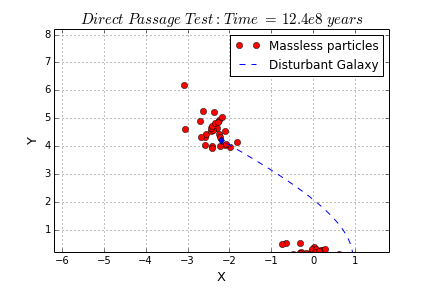 Direct Passage Test : Time = 12.4e8 years
Massless particles
Disturbant Galaxy
8
7
6
5
4
3
2
1
Y
−6 −5 −4 −3 −2 −1 0 1
X